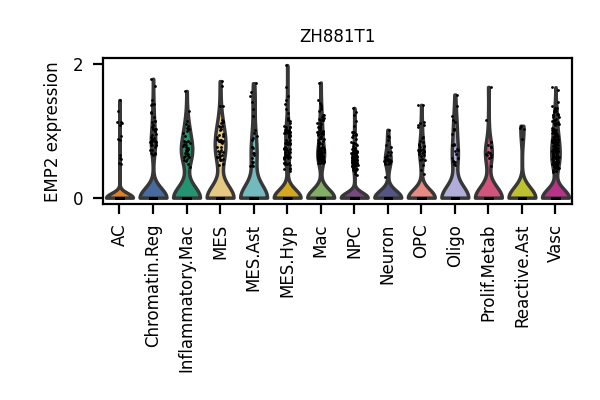 ZH881T1
EMP2 expression
2
0
AC
Chromatin.Reg
Inflammatory.Mac
MES
MES.Ast
MES.Hyp
Mac
NPC
Neuron
OPC
Oligo
Prolif.Metab
Reactive.Ast
Vasc